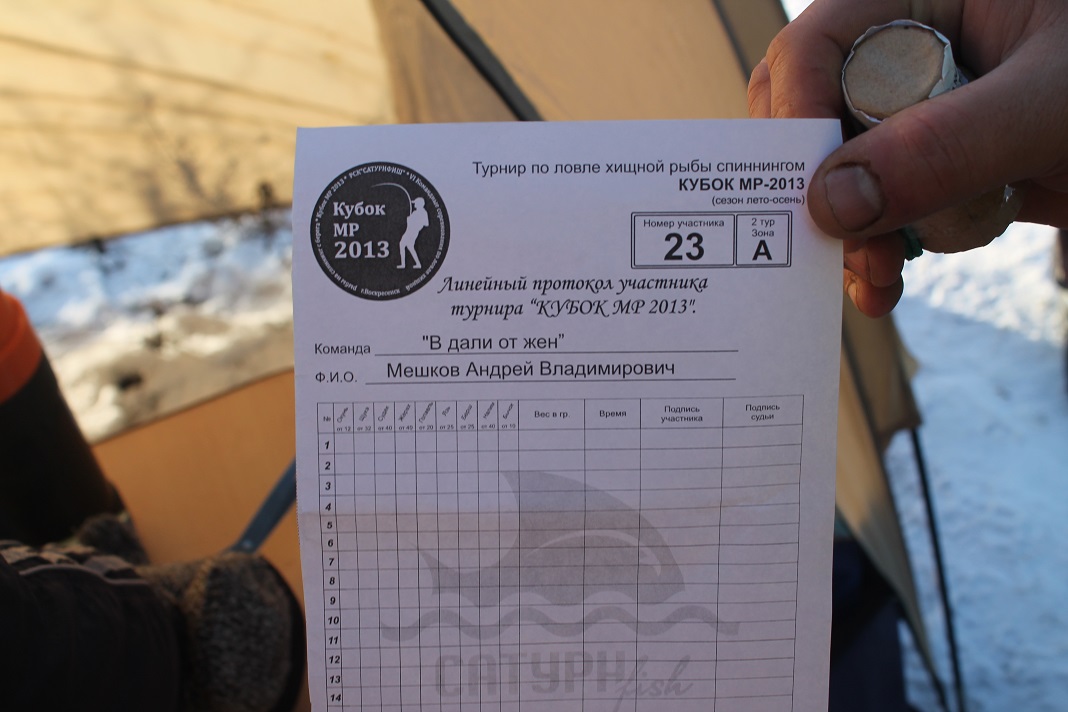 Турнир по ловле хищной рыбы спиннингом
КУБОК МР-2013
(сезон лето-осень)
Кубок
МР
2013
г.Воскресенск
Номер участника
23
2 тур
Зона
А
Линейный протокол участника
турнира "КУБОК МР 2013".
Команда "В дали от жен"
Ф.И.О. Мешков Андрей Владимирович
№ Вес в гр. Время Подпись участника Подпись судьи
1
2
3
4
5
6
7
8
9
10
11
12
13
14
САТУРН fish